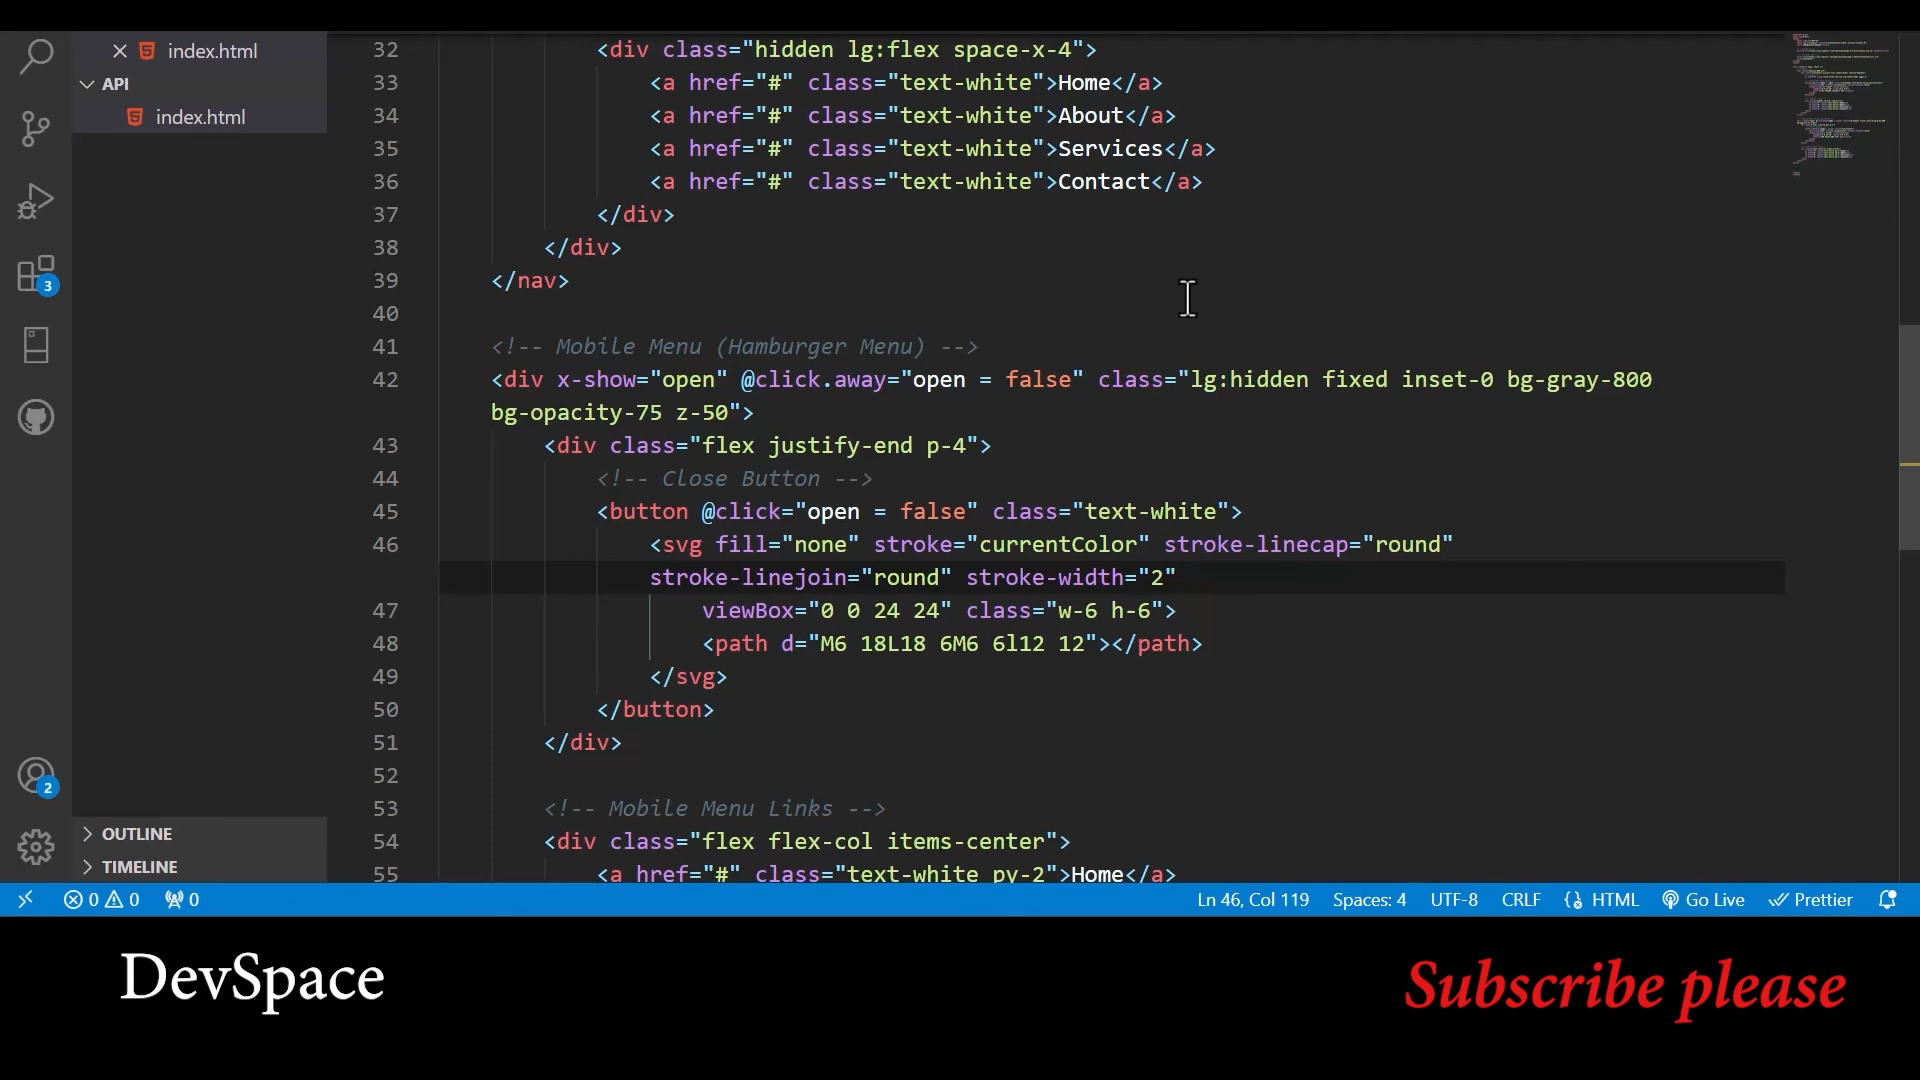 index.html
API
index.html
3
2
OUTLINE
TIMELINE
32 <div class="hidden lg:flex space-x-4">
33 <a href="#" class="text-white">Home</a>
34 <a href="#" class="text-white">About</a>
35 <a href="#" class="text-white">Services</a>
36 <a href="#" class="text-white">Contact</a>
37 </div>
38 </div>
39 </nav>
40
41 <!-- Mobile Menu (Hamburger Menu) -->
42 <div x-show="open" @click.away="open = false" class="lg:hidden fixed inset-0 bg-gray-800
bg-opacity-75 z-50">
43 <div class="flex justify-end p-4">
44 <!-- Close Button -->
45 <button @click="open = false" class="text-white">
46 <svg fill="none" stroke="currentColor" stroke-linecap="round"
stroke-linejoin="round" stroke-width="2"
47 viewBox="0 0 24 24" class="w-6 h-6">
48 <path d="M6 18L18 6M6 6l12 12"></path>
49 </svg>
50 </button>
51 </div>
52
53 <!-- Mobile Menu Links -->
54 <div class="flex flex-col items-center">
55 <a href="#" class="text-white py-2">Home</a>
0 0 0 Ln 46, Col 119 Spaces: 4 UTF-8 CRLF HTML Go Live Prettier
DevSpace
Subscribe please